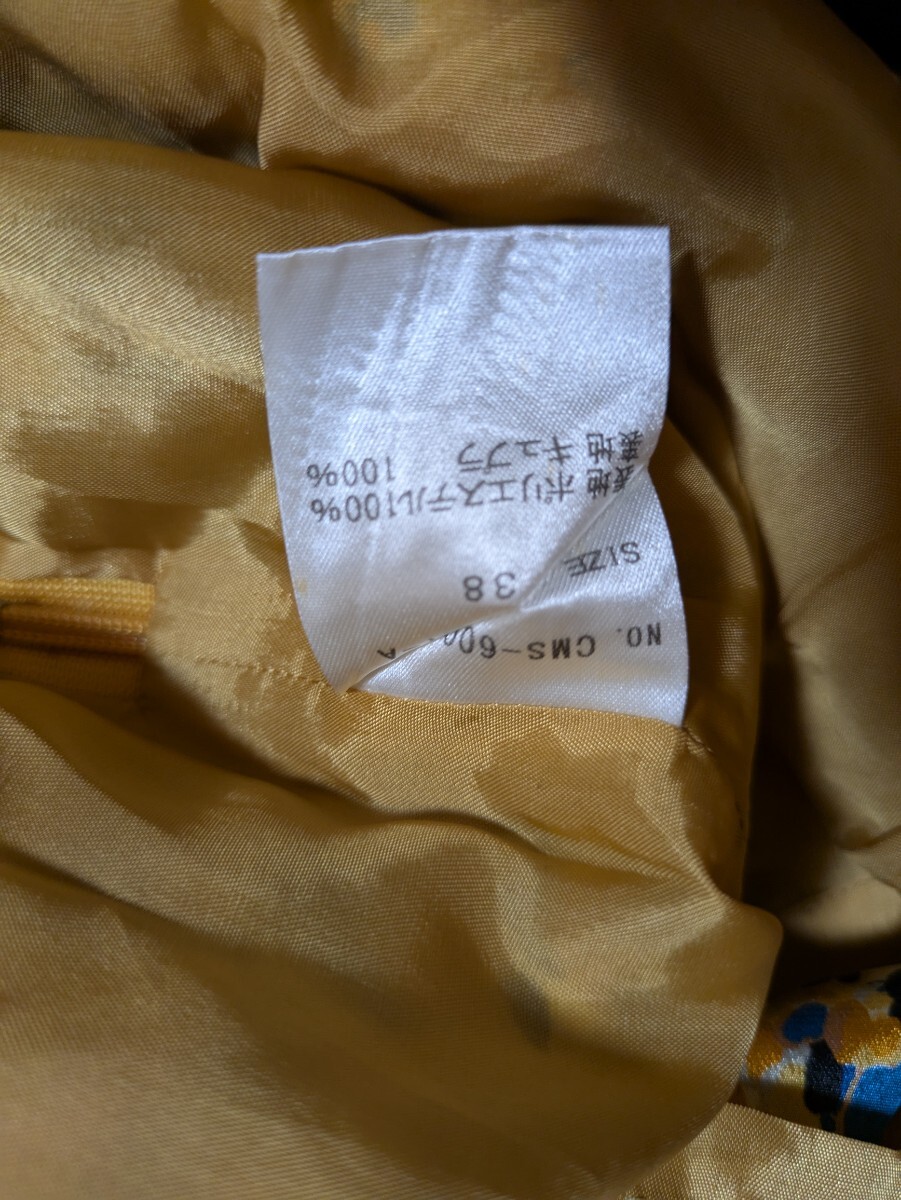 NO. CMS-60
SIZE
38
表地 ポリエステル100%
裏地 キュプラ 100%